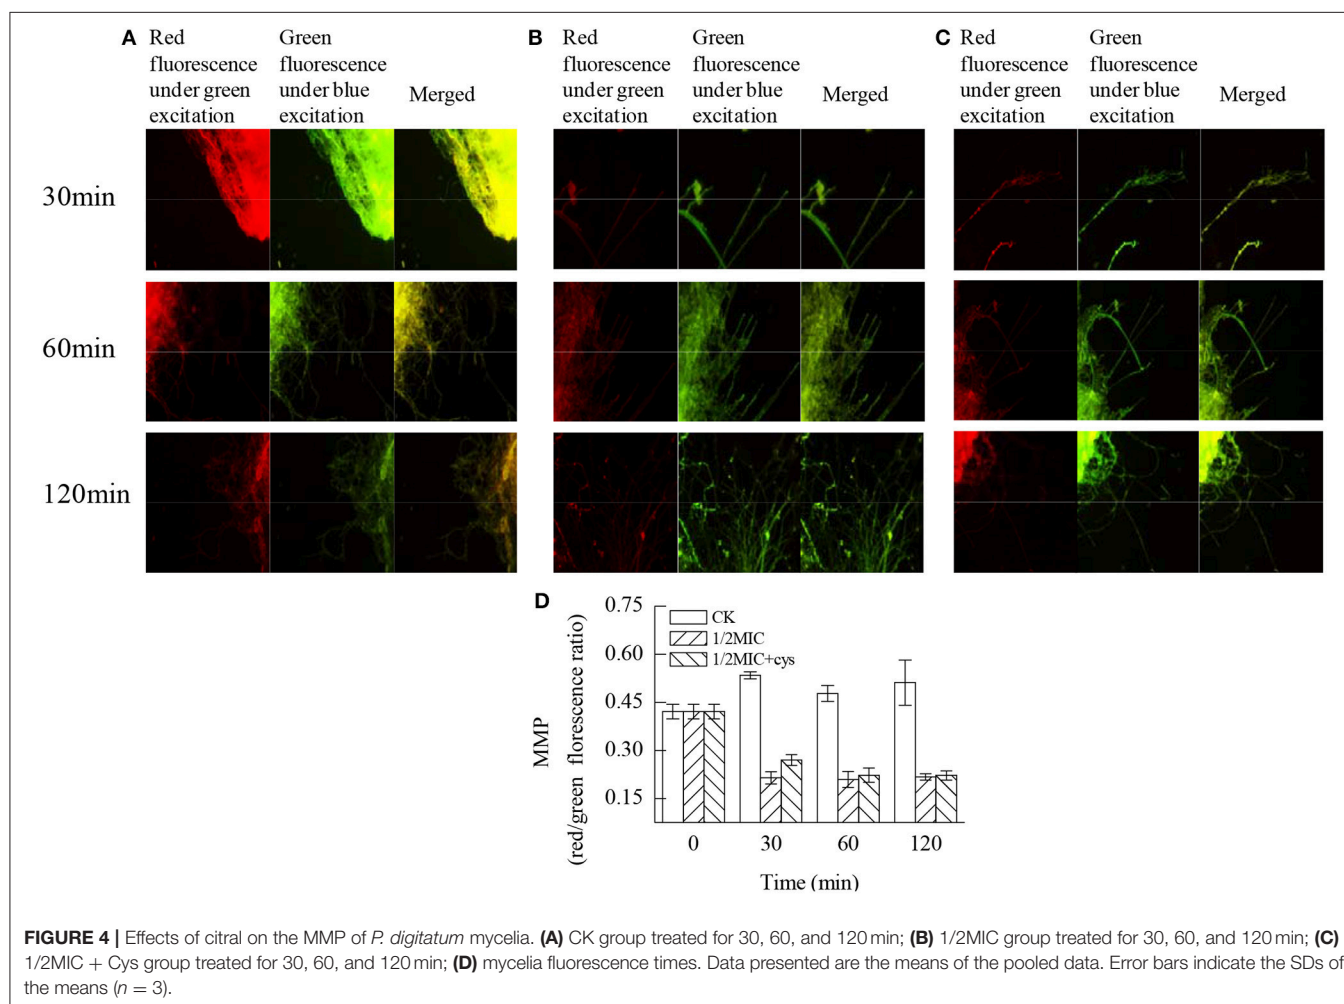 A Red fluorescence under green excitation
Green fluorescence under blue excitation
Merged
B Red fluorescence under green excitation
Green fluorescence under blue excitation
Merged
C Red fluorescence under green excitation
Green fluorescence under blue excitation
Merged
30min
60min
120min
D
0.75
0.60
0.45
0.30
0.15
MMP
(red/green florescence ratio)
CK
1/2MIC
1/2MIC+cys
0 30 60 120
Time (min)
FIGURE 4 | Effects of citral on the MMP of P. digitatum mycelia. (A) CK group treated for 30, 60, and 120 min; (B) 1/2MIC group treated for 30, 60, and 120 min; (C)
1/2MIC + Cys group treated for 30, 60, and 120 min; (D) mycelia fluorescence times. Data presented are the means of the pooled data. Error bars indicate the SDs of
the means (n = 3).